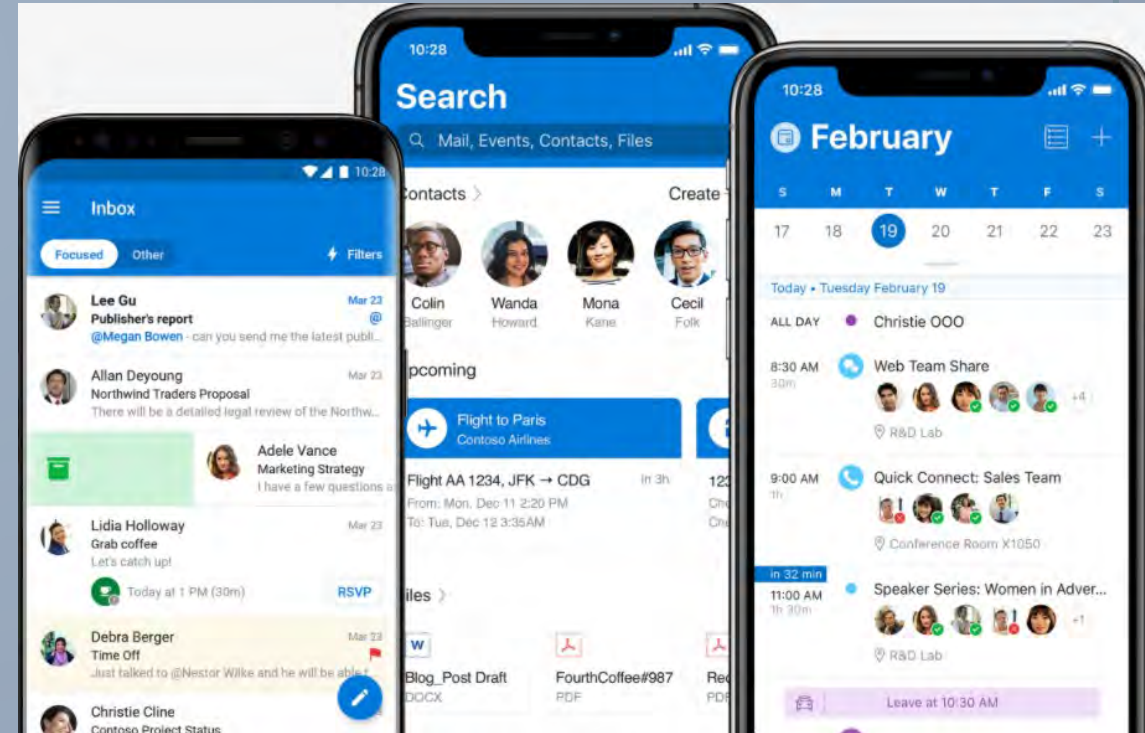 10:28
Inbox
Focused
Other
Filters
Lee Gu
Mar 23
Publisher's report
@
@Megan Bowen - can you send me the latest publi...
Allan Deyoung
Mar 23
Northwind Traders Proposal
There will be a detailed legal review of the Northw...
Adele Vance
Marketing Strategy
I have a few questions a
Lidia Holloway
Mar 23
Grab coffee
Let's catch up!
Today at 1 PM (30m)
RSVP
Debra Berger
Mar 23
Time Off
Just talked to @Nestor Wilke and he will be able t...
Christie Cline
Contoso Project Status
10:28
Search
Mail, Events, Contacts, Files
ontacts >
Create
Colin
Ballinger
Wanda
Howard
Mona
Kane
Cecil
Folk
pcoming
Flight to Paris
Contoso Airlines
Flight AA 1234, JFK → CDG
in 3h
From: Mon, Dec 11 2:20 PM
To: Tue, Dec 12 3:35AM
123
Che
Che
iles >
W
Blog_Post Draft
DOCX
FourthCoffee#987
PDF
Rec
PDF
10:28
February
S M T W T F S
17 18 19 20 21 22 23
Today • Tuesday February 19
ALL DAY
Christie OOO
8:30 AM
30m
Web Team Share
+4
R&D Lab
9:00 AM
1h
Quick Connect: Sales Team
Conference Room X1050
in 32 min
11:00 AM
1h 30m
Speaker Series: Women in Adver...
+1
R&D Lab
Leave at 10:30 AM